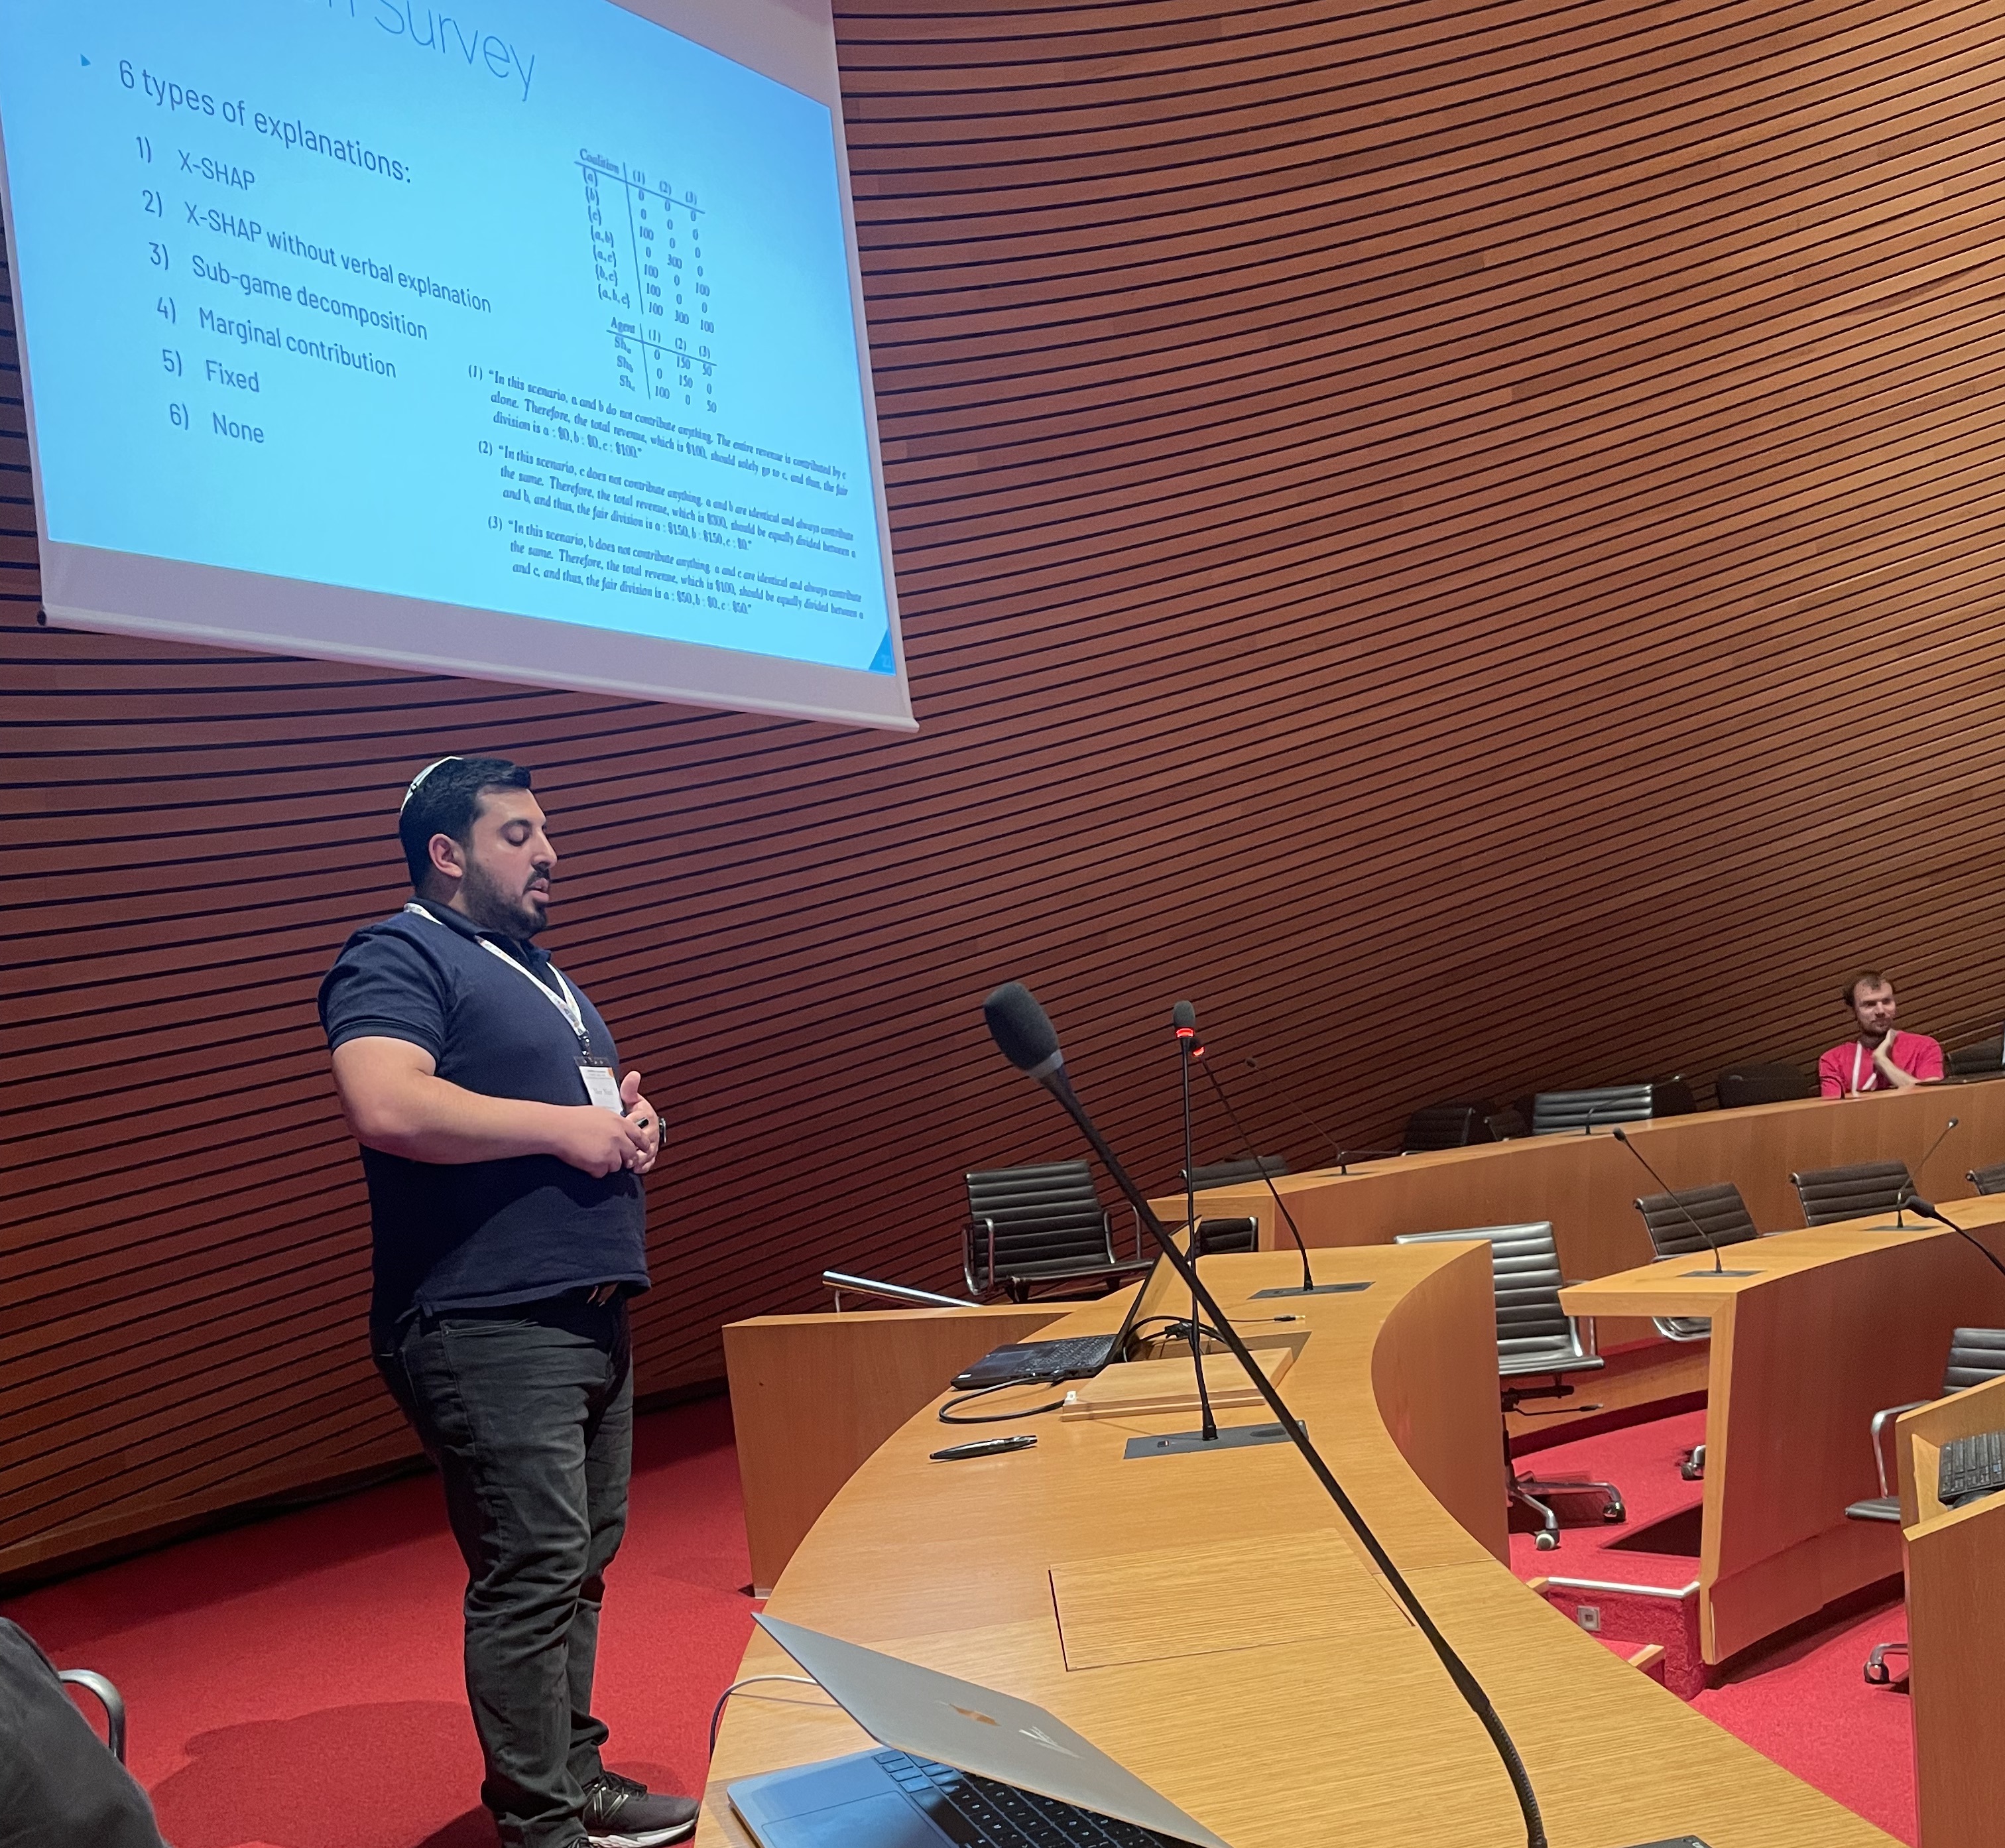 Survey
6 types of explanations:
1) X-SHAP
2) X-SHAP without verbal explanation
3) Sub-game decomposition
4) Marginal contribution
5) Fixed
6) None
Coalition (1) (2) (3)
{a} 0 0 0
{b} 0 0 0
{c} 100 0 0
{a,b} 0 300 0
{a,c} 100 0 100
{b,c} 100 0 0
{a,b,c} 100 300 100
Agent (1) (2) (3)
Sh_a 0 150 50
Sh_b 0 150 0
Sh_c 100 0 50
(1) "In this scenario, a and b do not contribute anything. The entire revenue is contributed by c
alone. Therefore, the total revenue, which is $100, should solely go to c, and thus, the fair
division is a : $0, b : $0, c : $100."
(2) "In this scenario, c does not contribute anything. a and b are identical and always contribute
the same. Therefore, the total revenue, which is $300, should be equally divided between a
and b, and thus, the fair division is a : $150, b : $150, c : $0."
(3) "In this scenario, b does not contribute anything. a and c are identical and always contribute
the same. Therefore, the total revenue, which is $100, should be equally divided between a
and c, and thus, the fair division is a : $50, b : $0, c : $50."